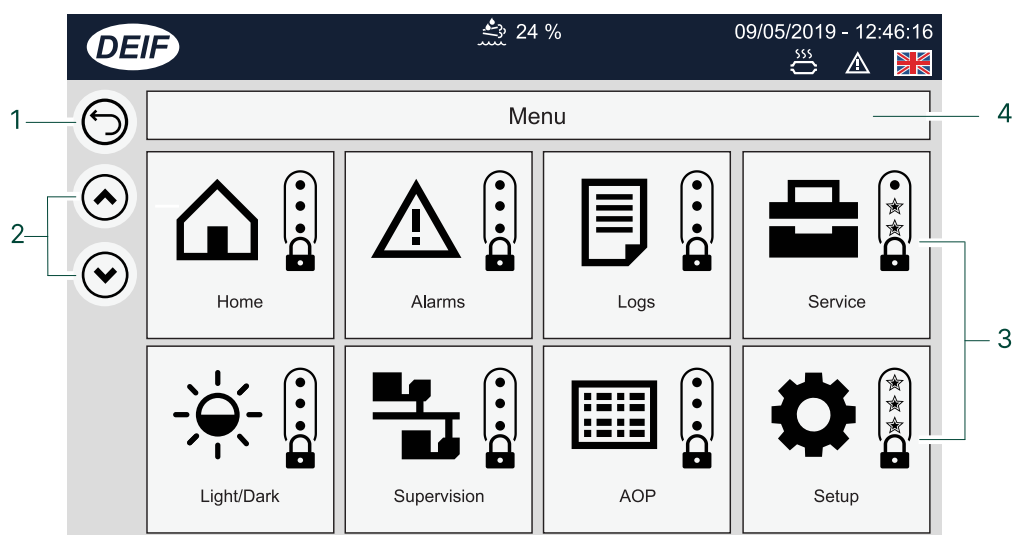 DEIF
24 %
09/05/2019 - 12:46:16
1
Menu
4
2
Home
Alarms
Logs
Service
3
Light/Dark
Supervision
AOP
Setup